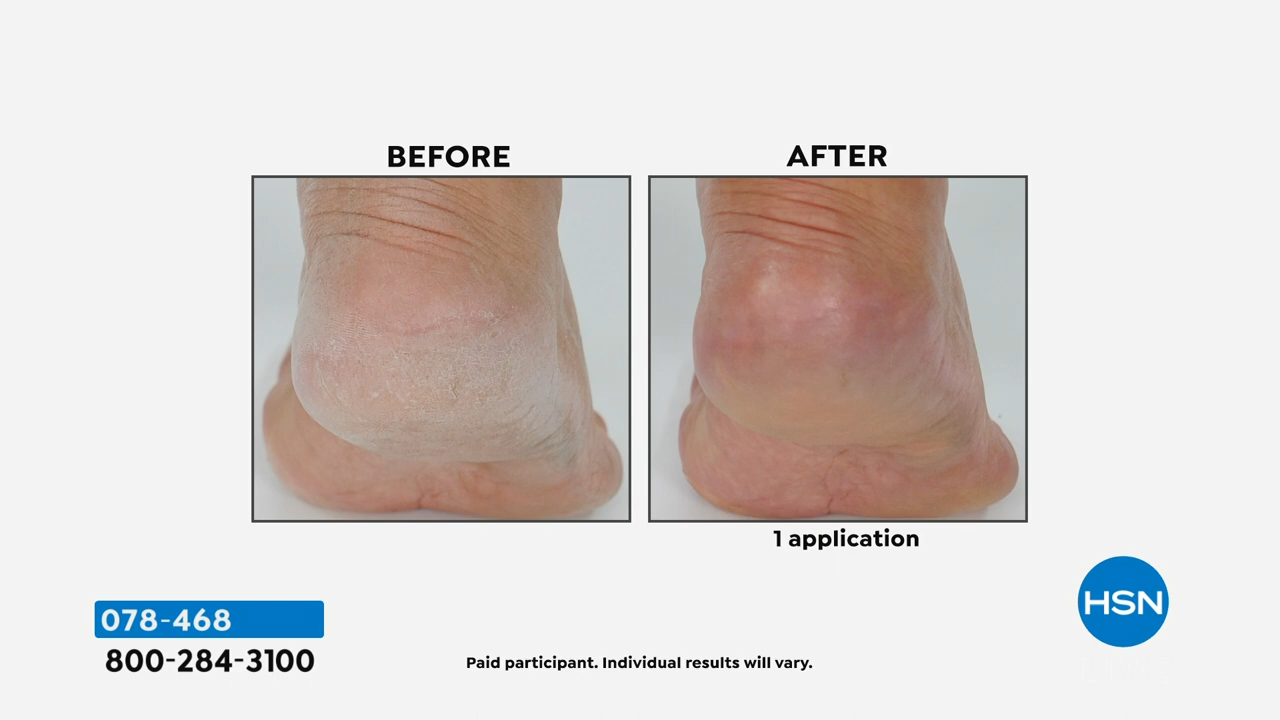 BEFORE
AFTER
1 application
078-468
800-284-3100
Paid participant. Individual results will vary.
HSN